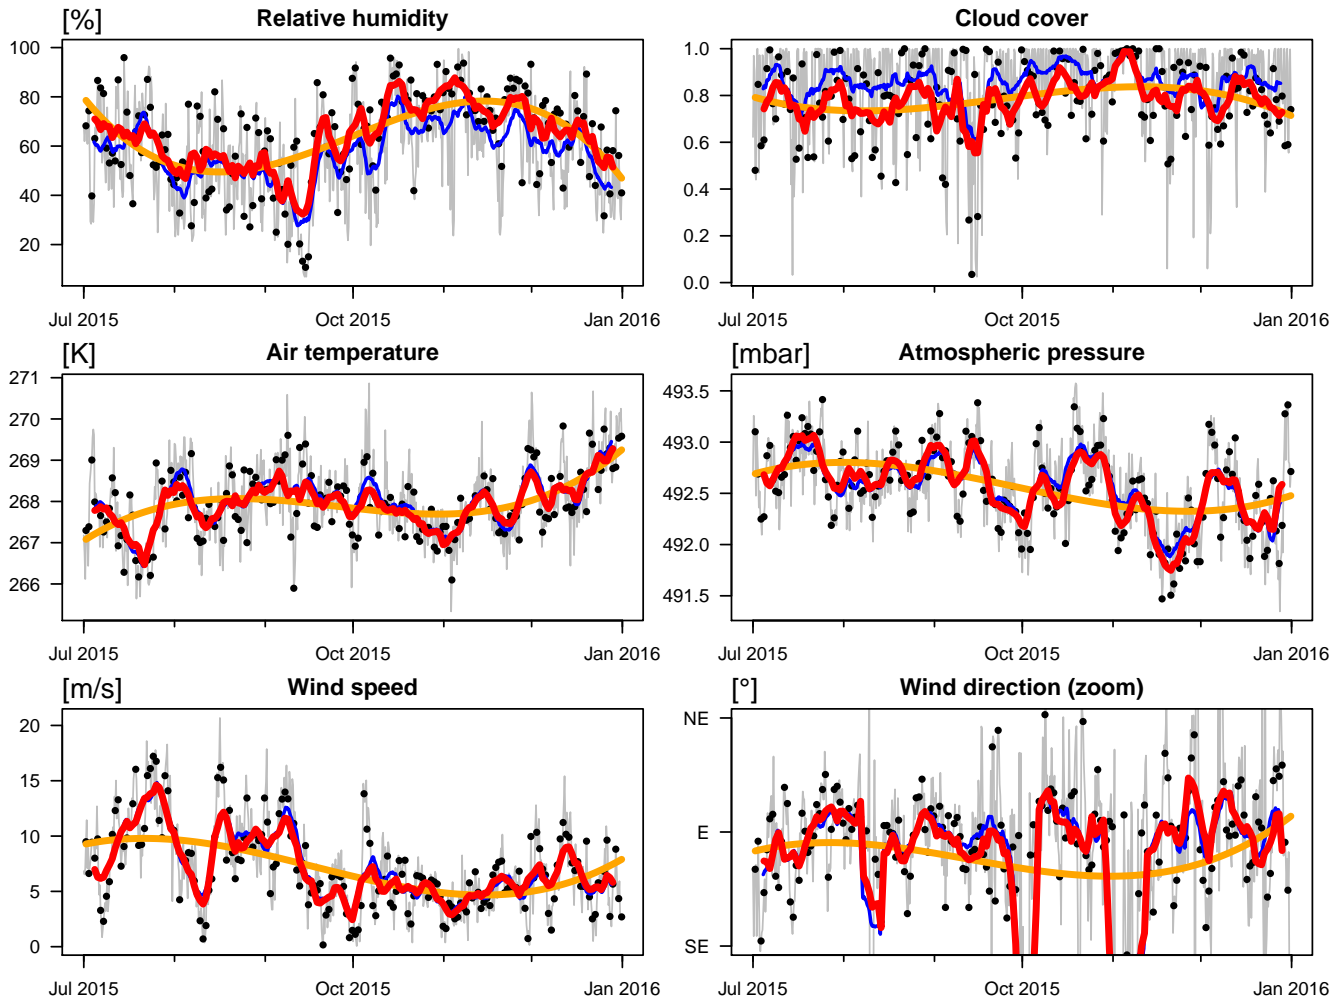 [%] Relative humidity
100
80
60
40
20
Jul 2015 Oct 2015 Jan 2016
Cloud cover
1.0
0.8
0.6
0.4
0.2
0.0
Jul 2015 Oct 2015 Jan 2016
[K] Air temperature
271
270
269
268
267
266
Jul 2015 Oct 2015 Jan 2016
[mbar] Atmospheric pressure
493.5
493.0
492.5
492.0
491.5
Jul 2015 Oct 2015 Jan 2016
[m/s] Wind speed
20
15
10
5
0
Jul 2015 Oct 2015 Jan 2016
[°] Wind direction (zoom)
NE
E
SE
Jul 2015 Oct 2015 Jan 2016